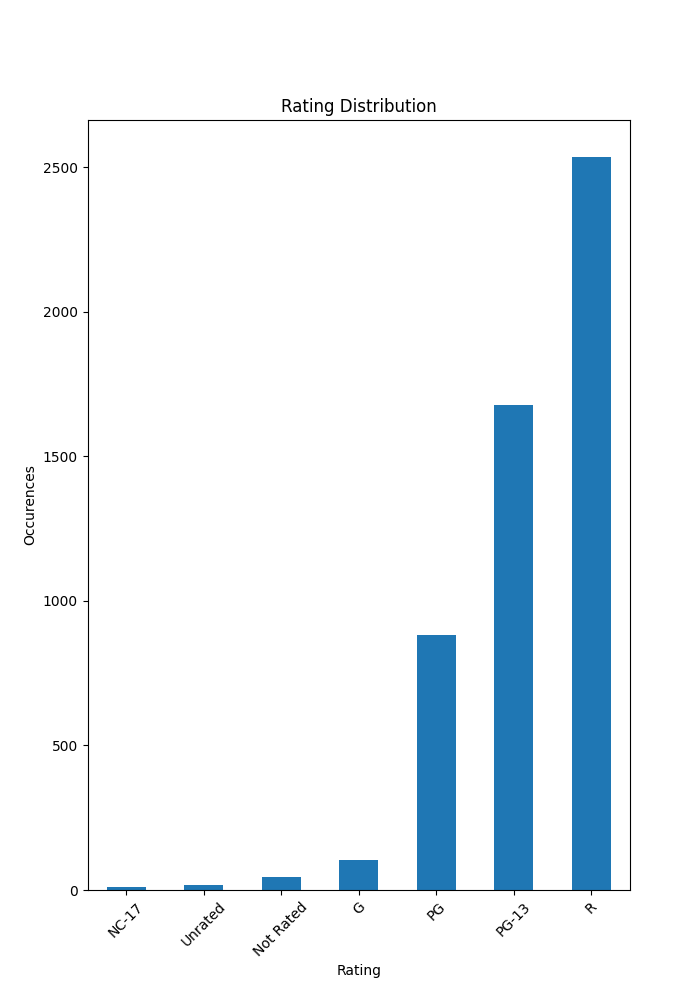 Rating Distribution
2500
2000
1500
1000
500
0
Occurences
NC-17
Unrated
Not Rated
G
PG
PG-13
R
Rating